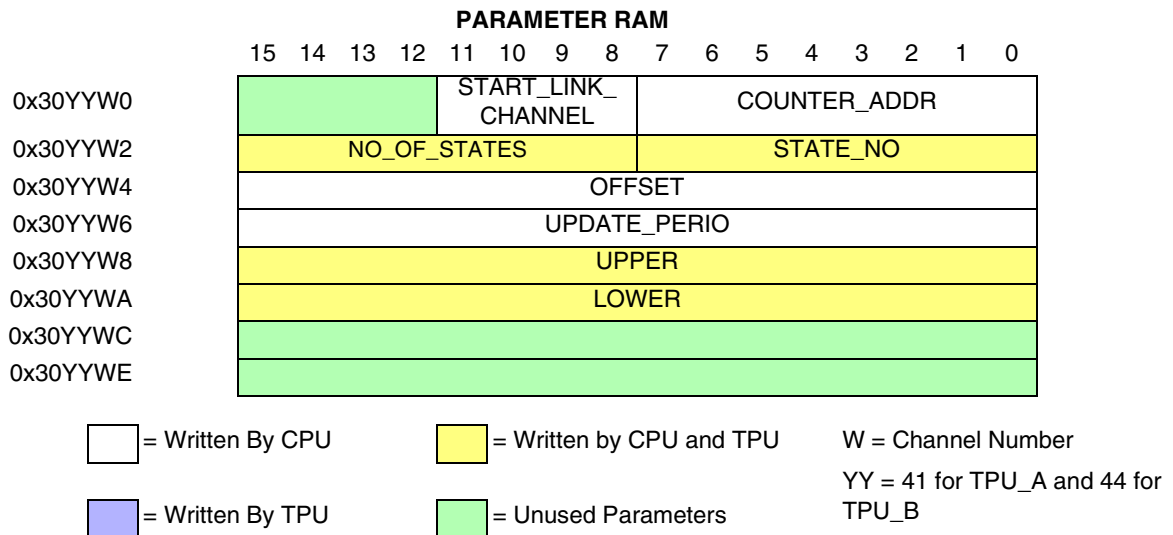 PARAMETER RAM
15 14 13 12 11 10 9 8 7 6 5 4 3 2 1 0
0x30YYW0 START_LINK_ CHANNEL COUNTER_ADDR
0x30YYW2 NO_OF_STATES STATE_NO
0x30YYW4 OFFSET
0x30YYW6 UPDATE_PERIO
0x30YYW8 UPPER
0x30YYWA LOWER
0x30YYWC
0x30YYWE
= Written By CPU = Written by CPU and TPU W = Channel Number
YY = 41 for TPU_A and 44 for
TPU_B
= Written By TPU = Unused Parameters